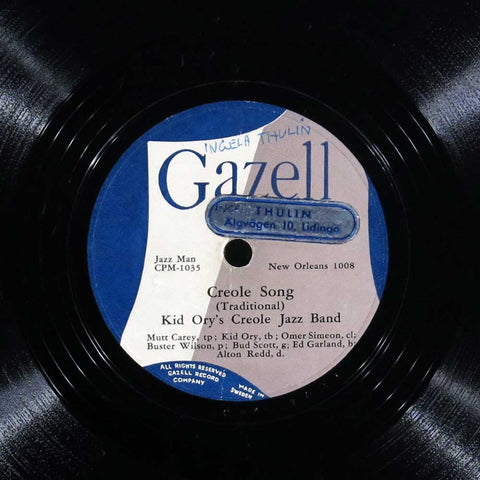 INGELA THULIN
Gazell
THULIN
Älgvägen 10, Lidingö
Jazz Man
CPM-1035
New Orleans 1008
Creole Song
(Traditional)
Kid Ory's Creole Jazz Band
Mutt Carey, tp; Kid Ory, tb; Omer Simeon, cl;
Buster Wilson, p; Bud Scott, g; Ed Garland, b;
Alton Redd, d.
ALL RIGHTS RESERVED
GAZELL RECORD
COMPANY
MADE IN
SWEDEN